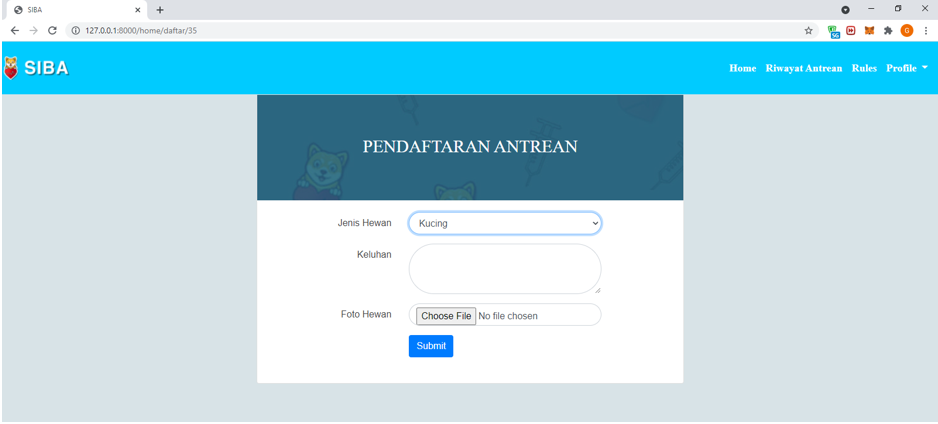 SIBA
127.0.0.1:8000/home/daftar/35
56
G
SIBA
Home Riwayat Antrean Rules Profile
PENDAFTARAN ANTREAN
Jenis Hewan Kucing
Keluhan
Foto Hewan Choose File No file chosen
Submit